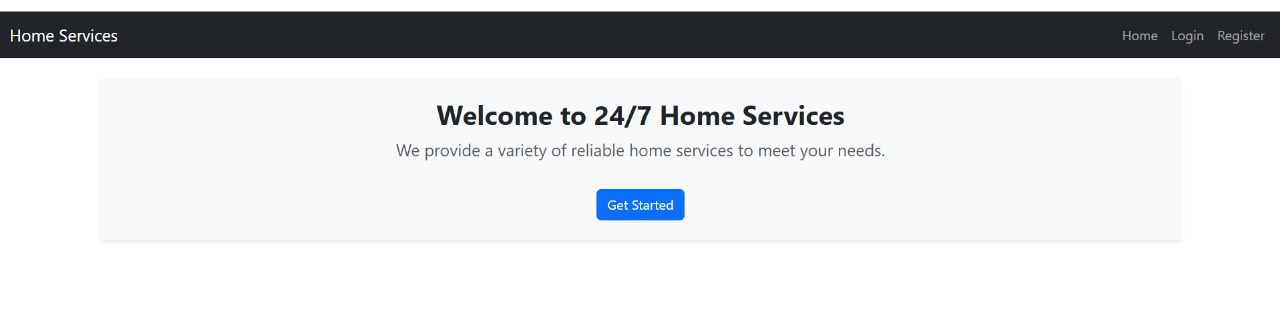 Home Services
Home Login Register
Welcome to 24/7 Home Services
We provide a variety of reliable home services to meet your needs.
Get Started